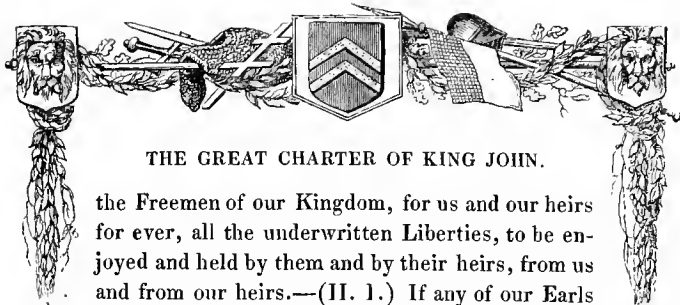 THE GREAT CHARTER OF KING JOHN.
the Freemen of our Kingdom, for us and our heirs
for ever, all the underwritten Liberties, to be en-
joyed and held by them and by their heirs, from us
and from our heirs.—(II. 1.) If any of our Earls